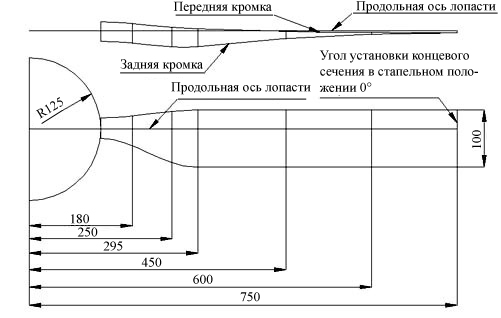 Передняя кромка
Продольная ось лопасти
Задняя кромка
Угол установки концевого
сечения в стапельном поло-
жении 0°
R125
Продольная ось лопасти
100
180
250
295
450
600
750